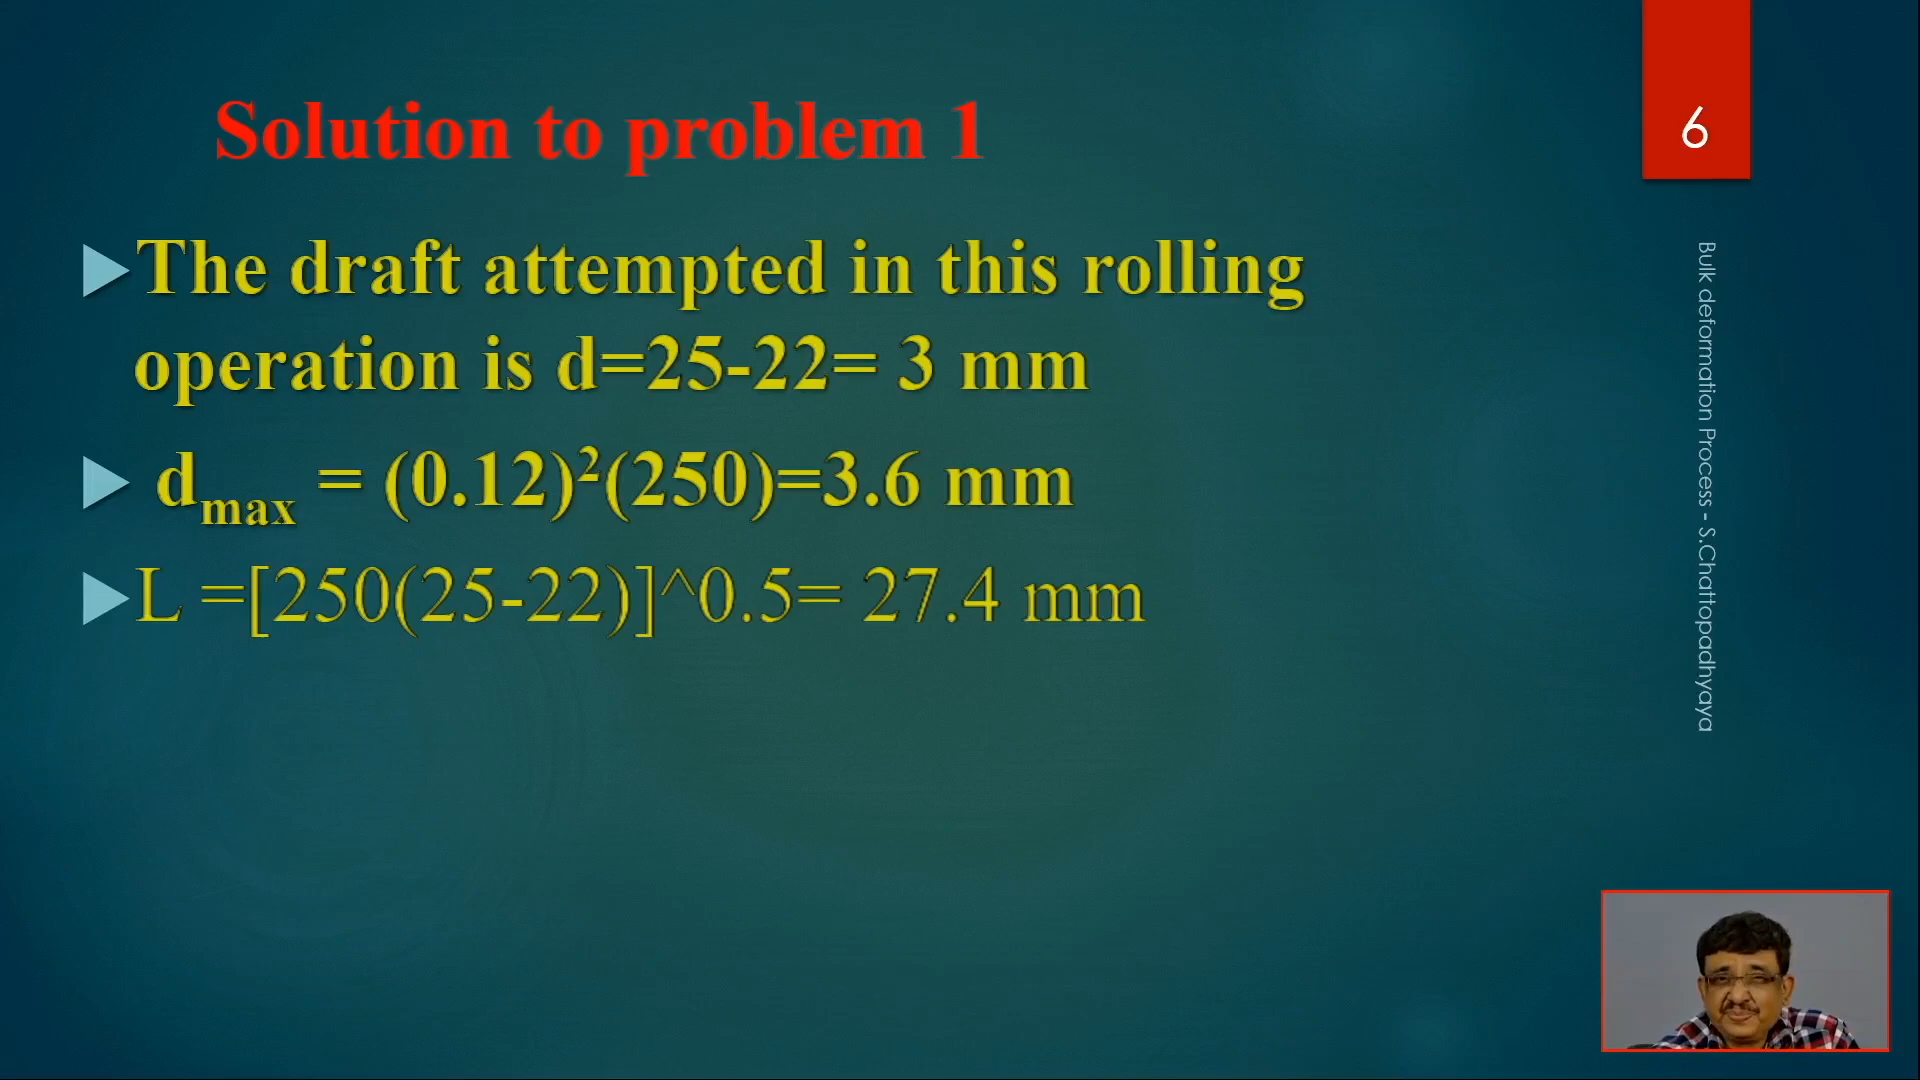 Solution to problem 1
6
The draft attempted in this rolling
operation is d=25-22= 3 mm
dmax = (0.12)²(250)=3.6 mm
L =[250(25-22)]^0.5= 27.4 mm
Bulk deformation Process - S.Chattopadhyaya